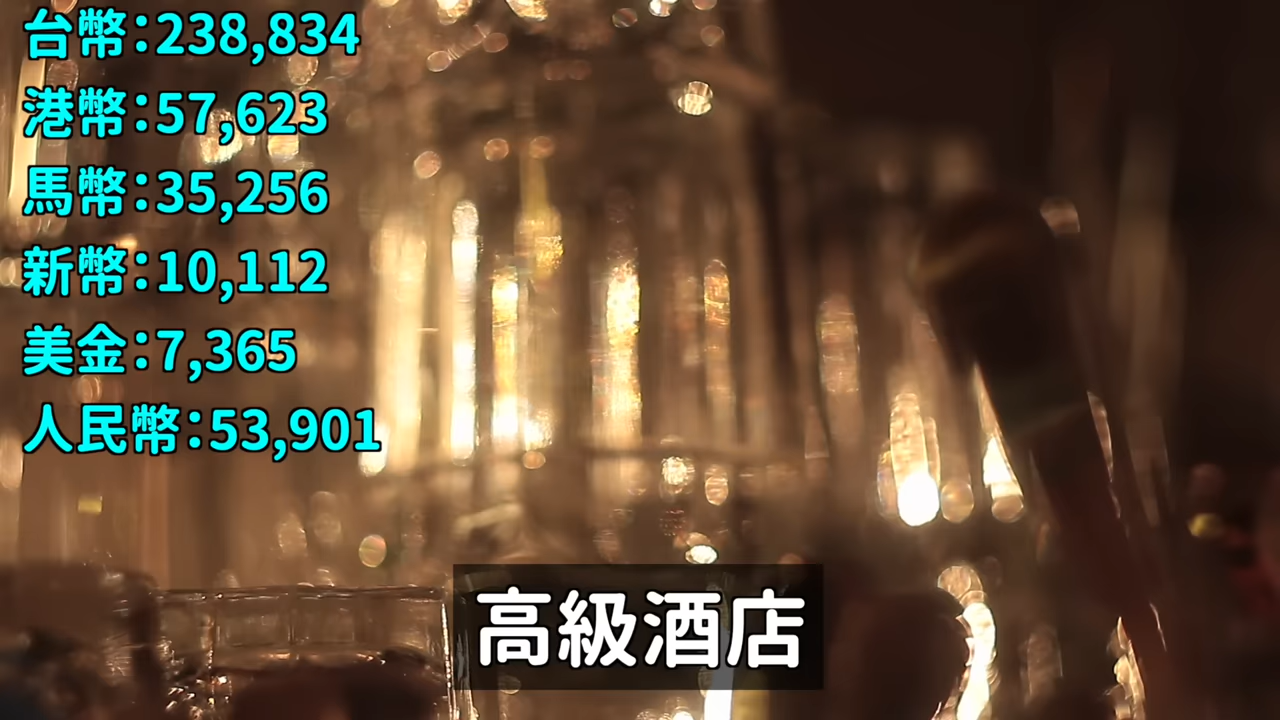 台幣：238,834
港幣：57,623
馬幣：35,256
新幣：10,112
美金：7,365
人民幣：53,901
高級酒店